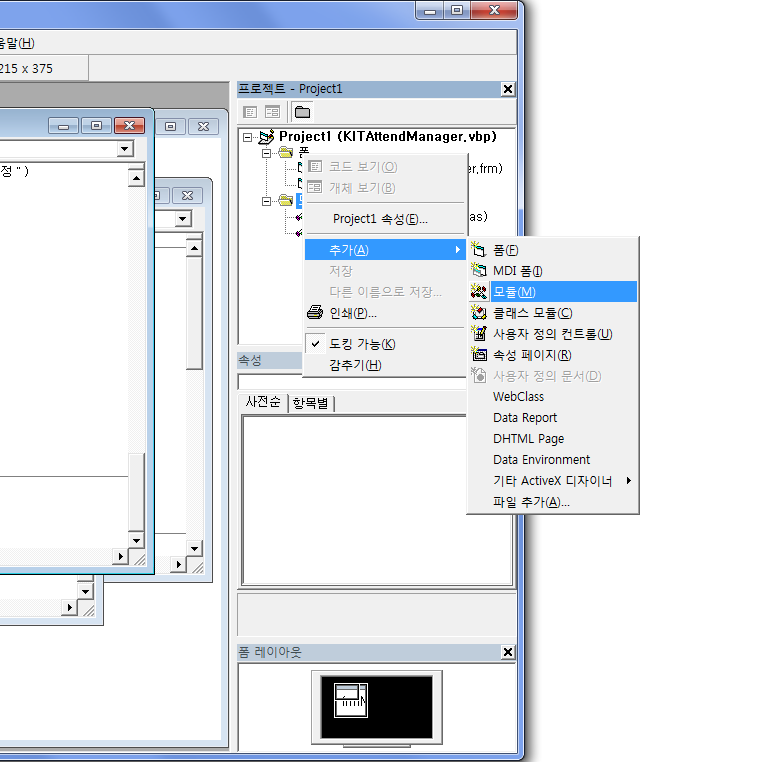 움말(H)
215 x 375
프로젝트 - Project1
정 " )
Project1 (KITAttendManager.vbp)
폼
코드 보기(O)
er.frm)
개체 보기(B)
Project1 속성(E)...
as)
추가(A)
저장
다른 이름으로 저장...
인쇄(P)...
도킹 가능(K)
감추기(H)
폼(F)
MDI 폼(I)
모듈(M)
클래스 모듈(C)
사용자 정의 컨트롤(U)
속성 페이지(R)
사용자 정의 문서(D)
WebClass
Data Report
DHTML Page
Data Environment
기타 ActiveX 디자이너
파일 추가(A)...
속성
사전순
항목별
폼 레이아웃